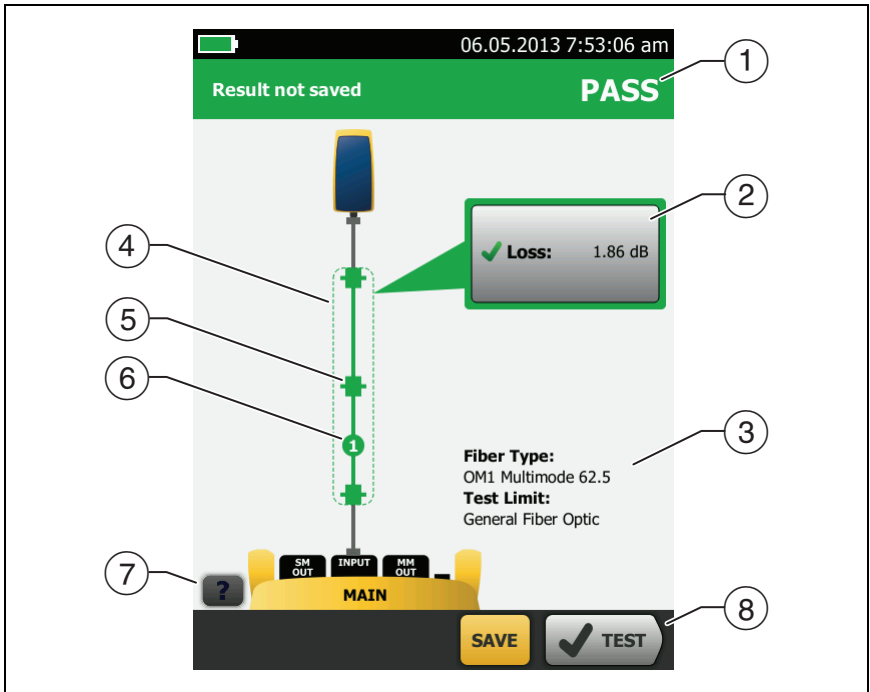 06.05.2013 7:53:06 am
Result not saved
PASS
1
2
Loss: 1.86 dB
4
5
6
1
3
Fiber Type:
OM1 Multimode 62.5
Test Limit:
General Fiber Optic
SM OUT
INPUT
MM OUT
7
?
MAIN
8
SAVE
TEST